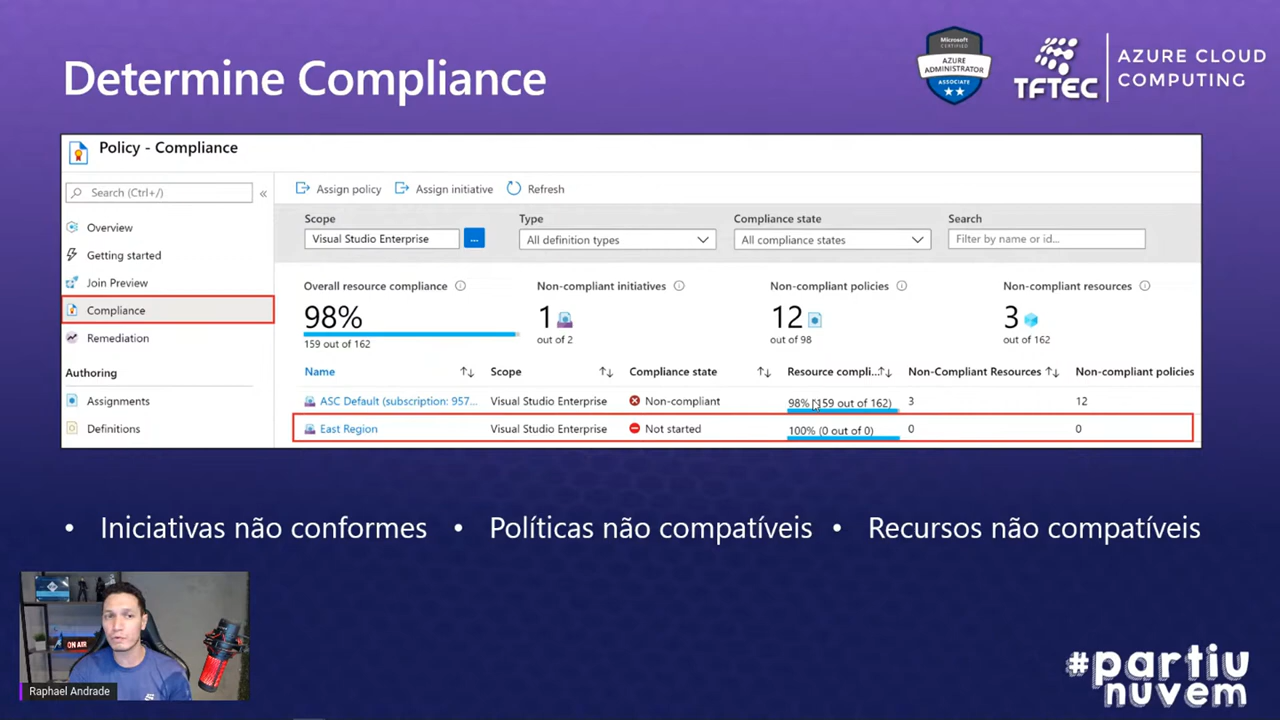 Determine Compliance
Microsoft
CERTIFIED
AZURE
ADMINISTRATOR
ASSOCIATE
TFTEC
AZURE CLOUD
COMPUTING
Policy - Compliance
Search (Ctrl+/)
«
Overview
Getting started
Join Preview
Compliance
Remediation
Authoring
Assignments
Definitions
Assign policy Assign initiative Refresh
Scope Type Compliance state Search
Visual Studio Enterprise ... All definition types All compliance states Filter by name or id...
Overall resource compliance Non-compliant initiatives Non-compliant policies Non-compliant resources
98% 1 12 3
159 out of 162 out of 2 out of 98 out of 162
Name Scope Compliance state Resource compli... Non-Compliant Resources Non-compliant policies
ASC Default (subscription: 957... Visual Studio Enterprise Non-compliant 98% (159 out of 162) 3 12
East Region Visual Studio Enterprise Not started 100% (0 out of 0) 0 0
• Iniciativas não conformes • Políticas não compatíveis • Recursos não compatíveis
ON AIR
Raphael Andrade
#partiu
nuvem